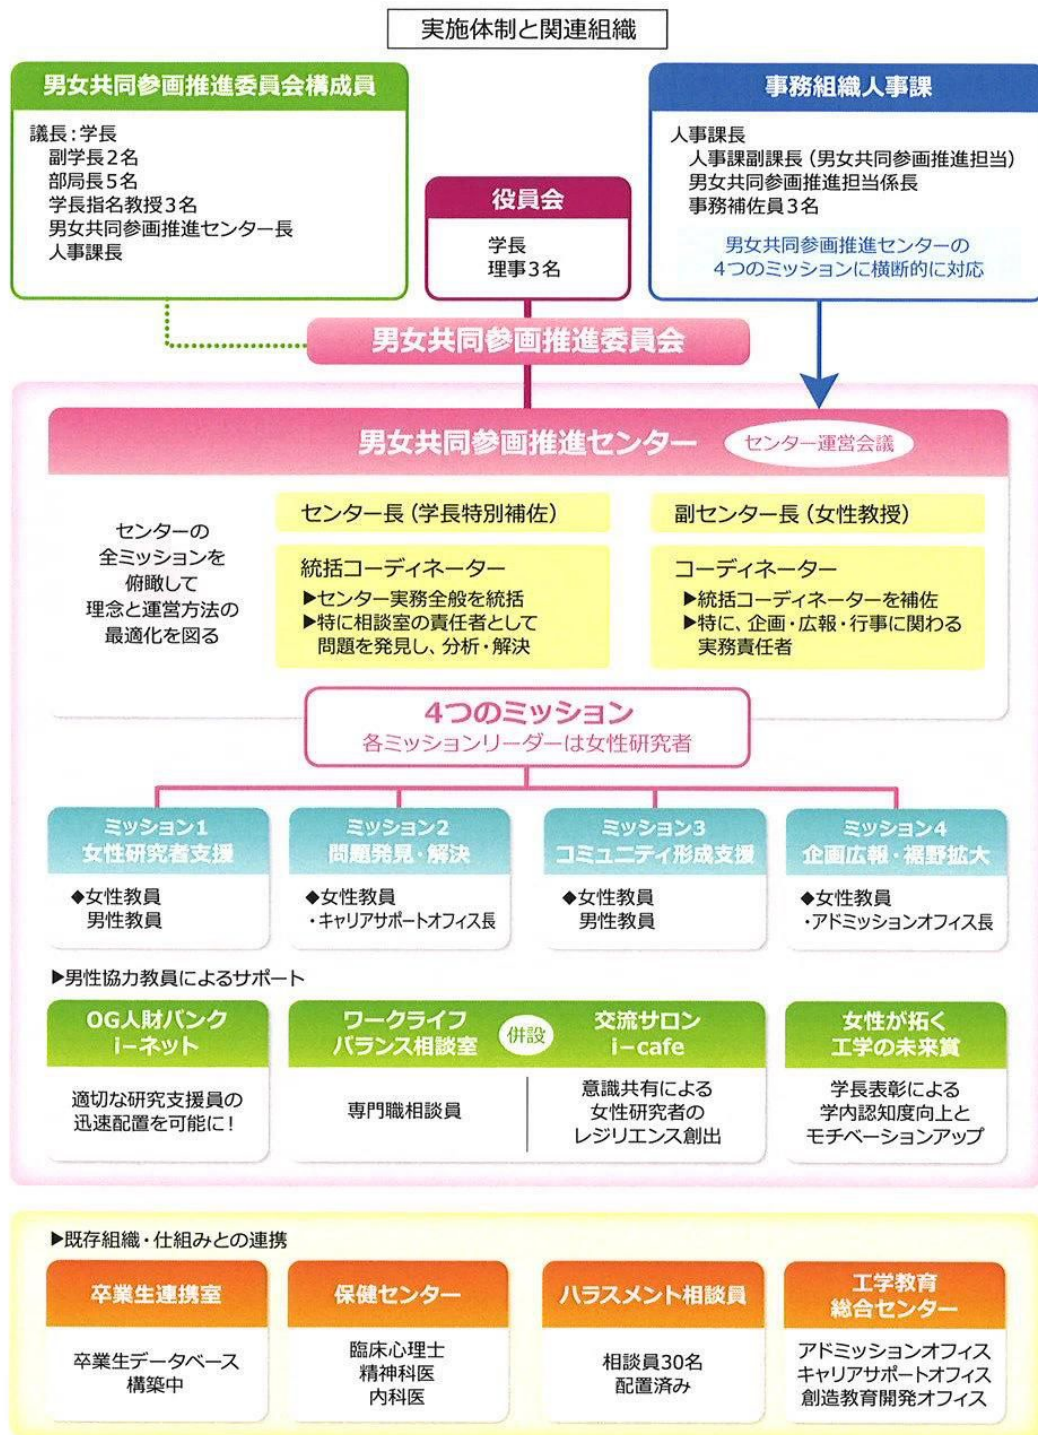 実施体制と関連組織
男女共同参画推進委員会構成員
議長:学長
副学長2名
部局長5名
学長指名教授3名
男女共同参画推進センター長
人事課長
役員会
学長
理事3名
事務組織人事課
人事課長
人事課副課長(男女共同参画推進担当)
男女共同参画推進担当係長
事務補佐員3名
男女共同参画推進センターの
4つのミッションに横断的に対応
男女共同参画推進委員会
男女共同参画推進センター
センター運営会議
センターの
全ミッションを
俯瞰して
理念と運営方法の
最適化を図る
センター長(学長特別補佐)
統括コーディネーター
▶センター実務全般を統括
▶特に相談室の責任者として
問題を発見し、分析・解決
副センター長(女性教授)
コーディネーター
▶統括コーディネーターを補佐
▶特に、企画・広報・行事に関わる
実務責任者
4つのミッション
各ミッションリーダーは女性研究者
ミッション1
女性研究者支援
◆女性教員
男性教員
ミッション2
問題発見・解決
◆女性教員
・キャリアサポートオフィス長
ミッション3
コミュニティ形成支援
◆女性教員
男性教員
ミッション4
企画広報・裾野拡大
◆女性教員
・アドミッションオフィス長
▶男性協力教員によるサポート
OG人財バンク
i-ネット
適切な研究支援員の
迅速配置を可能に!
ワークライフ
バランス相談室
専門職相談員
併設
交流サロン
i-cafe
意識共有による
女性研究者の
レジリエンス創出
女性が拓く
工学の未来賞
学長表彰による
学内認知度向上と
モチベーションアップ
▶既存組織・仕組みとの連携
卒業生連携室
卒業生データベース
構築中
保健センター
臨床心理士
精神科医
内科医
ハラスメント相談員
相談員30名
配置済み
工学教育
総合センター
アドミッションオフィス
キャリアサポートオフィス
創造教育開発オフィス